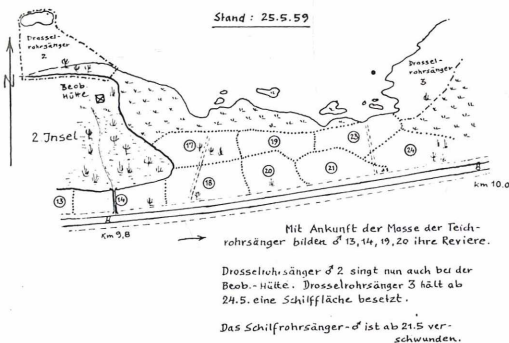 Stand : 25.5.59
Drossel-
rohrsänger
2
Drossel-
rohrsänger
3
N
Beob.
Hütte
2 Insel
17
19
23
24
18
20
21
13
14
H
km 9,8
km 10,0
Mit Ankunft der Masse der Teich-
rohrsänger bilden ♂ 13, 14, 19, 20 ihre Reviere.
Drosselrohrsänger ♂ 2 singt nun auch bei der
Beob.-Hütte. Drosselrohrsänger 3 hält ab
24.5. eine Schilffläche besetzt.
Das Schilfrohrsänger-♂ ist ab 21.5 ver-
schwunden.